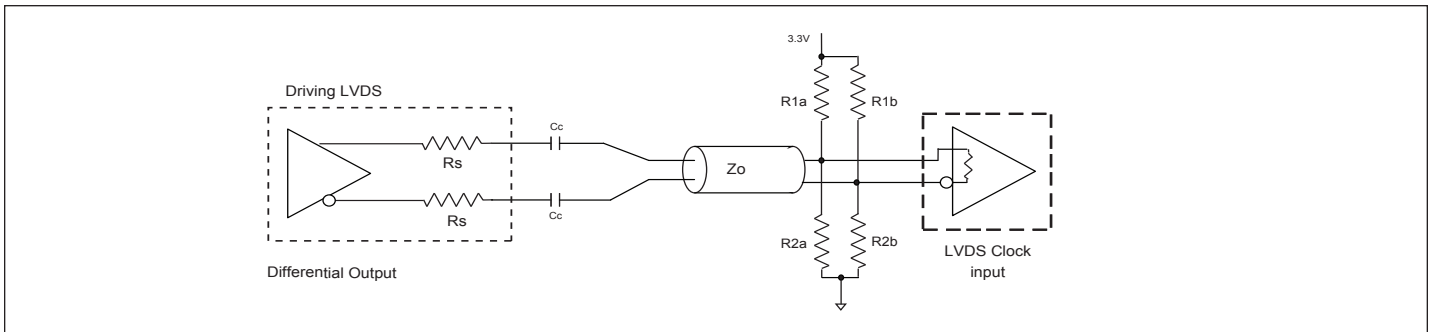 3.3V
Driving LVDS
R1a
R1b
Cc
Rs
Zo
Rs
Cc
R2a
R2b
LVDS Clock
input
Differential Output